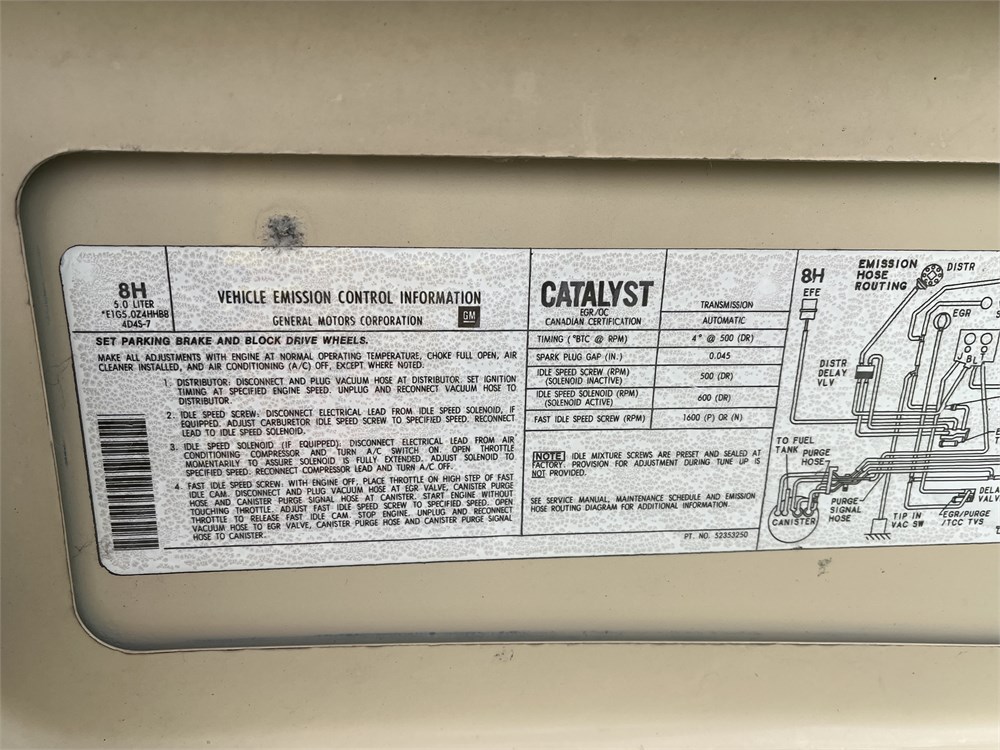 8H
5.0 LITER
*E1G5.0Z4HHB8
4D4S-7
VEHICLE EMISSION CONTROL INFORMATION
GENERAL MOTORS CORPORATION
GM
SET PARKING BRAKE AND BLOCK DRIVE WHEELS.
MAKE ALL ADJUSTMENTS WITH ENGINE AT NORMAL OPERATING TEMPERATURE, CHOKE FULL OPEN, AIR
CLEANER INSTALLED, AND AIR CONDITIONING (A/C) OFF, EXCEPT WHERE NOTED.
1. DISTRIBUTOR: DISCONNECT AND PLUG VACUUM HOSE AT DISTRIBUTOR. SET IGNITION
TIMING AT SPECIFIED ENGINE SPEED. UNPLUG AND RECONNECT VACUUM HOSE TO
DISTRIBUTOR.
2. IDLE SPEED SCREW: DISCONNECT ELECTRICAL LEAD FROM IDLE SPEED SOLENOID, IF
EQUIPPED. ADJUST CARBURETOR IDLE SPEED SCREW TO SPECIFIED SPEED. RECONNECT
LEAD TO IDLE SPEED SOLENOID.
3. IDLE SPEED SOLENOID (IF EQUIPPED): DISCONNECT ELECTRICAL LEAD FROM AIR
CONDITIONING COMPRESSOR AND TURN A/C SWITCH ON. OPEN THROTTLE
MOMENTARILY TO ASSURE SOLENOID IS FULLY EXTENDED. ADJUST SOLENOID TO
SPECIFIED SPEED. RECONNECT COMPRESSOR LEAD AND TURN A/C OFF.
4. FAST IDLE SPEED SCREW: WITH ENGINE OFF, PLACE THROTTLE ON HIGH STEP OF FAST
IDLE CAM. DISCONNECT AND PLUG VACUUM HOSE AT EGR VALVE, CANISTER PURGE
HOSE AND CANISTER PURGE SIGNAL HOSE AT CANISTER. START ENGINE WITHOUT
TOUCHING THROTTLE. ADJUST FAST IDLE SPEED SCREW TO SPECIFIED SPEED. OPEN
THROTTLE TO RELEASE FAST IDLE CAM. STOP ENGINE. UNPLUG AND RECONNECT
VACUUM HOSE TO EGR VALVE, CANISTER PURGE HOSE AND CANISTER PURGE SIGNAL
HOSE TO CANISTER.
CATALYST
EGR/OC
CANADIAN CERTIFICATION
TRANSMISSION
AUTOMATIC
TIMING (°BTC @ RPM) 4° @ 500 (DR)
SPARK PLUG GAP (IN.) 0.045
IDLE SPEED SCREW (RPM)
(SOLENOID INACTIVE) 500 (DR)
IDLE SPEED SOLENOID (RPM)
(SOLENOID ACTIVE) 600 (DR)
FAST IDLE SPEED SCREW (RPM) 1600 (P) OR (N)
NOTE IDLE MIXTURE SCREWS ARE PRESET AND SEALED AT
FACTORY. PROVISION FOR ADJUSTMENT DURING TUNE UP IS
NOT PROVIDED.
SEE SERVICE MANUAL, MAINTENANCE SCHEDULE AND EMISSION
HOSE ROUTING DIAGRAM FOR ADDITIONAL INFORMATION
PT. NO. 52353250
8H
EFE
EMISSION
HOSE
ROUTING
DISTR
EGR
DISTR
DELAY
VLV
TO FUEL
TANK
PURGE
HOSE
CANISTER
PURGE
SIGNAL
HOSE
TIP IN
VAC SW
EGR/PURGE
/TCC TVS